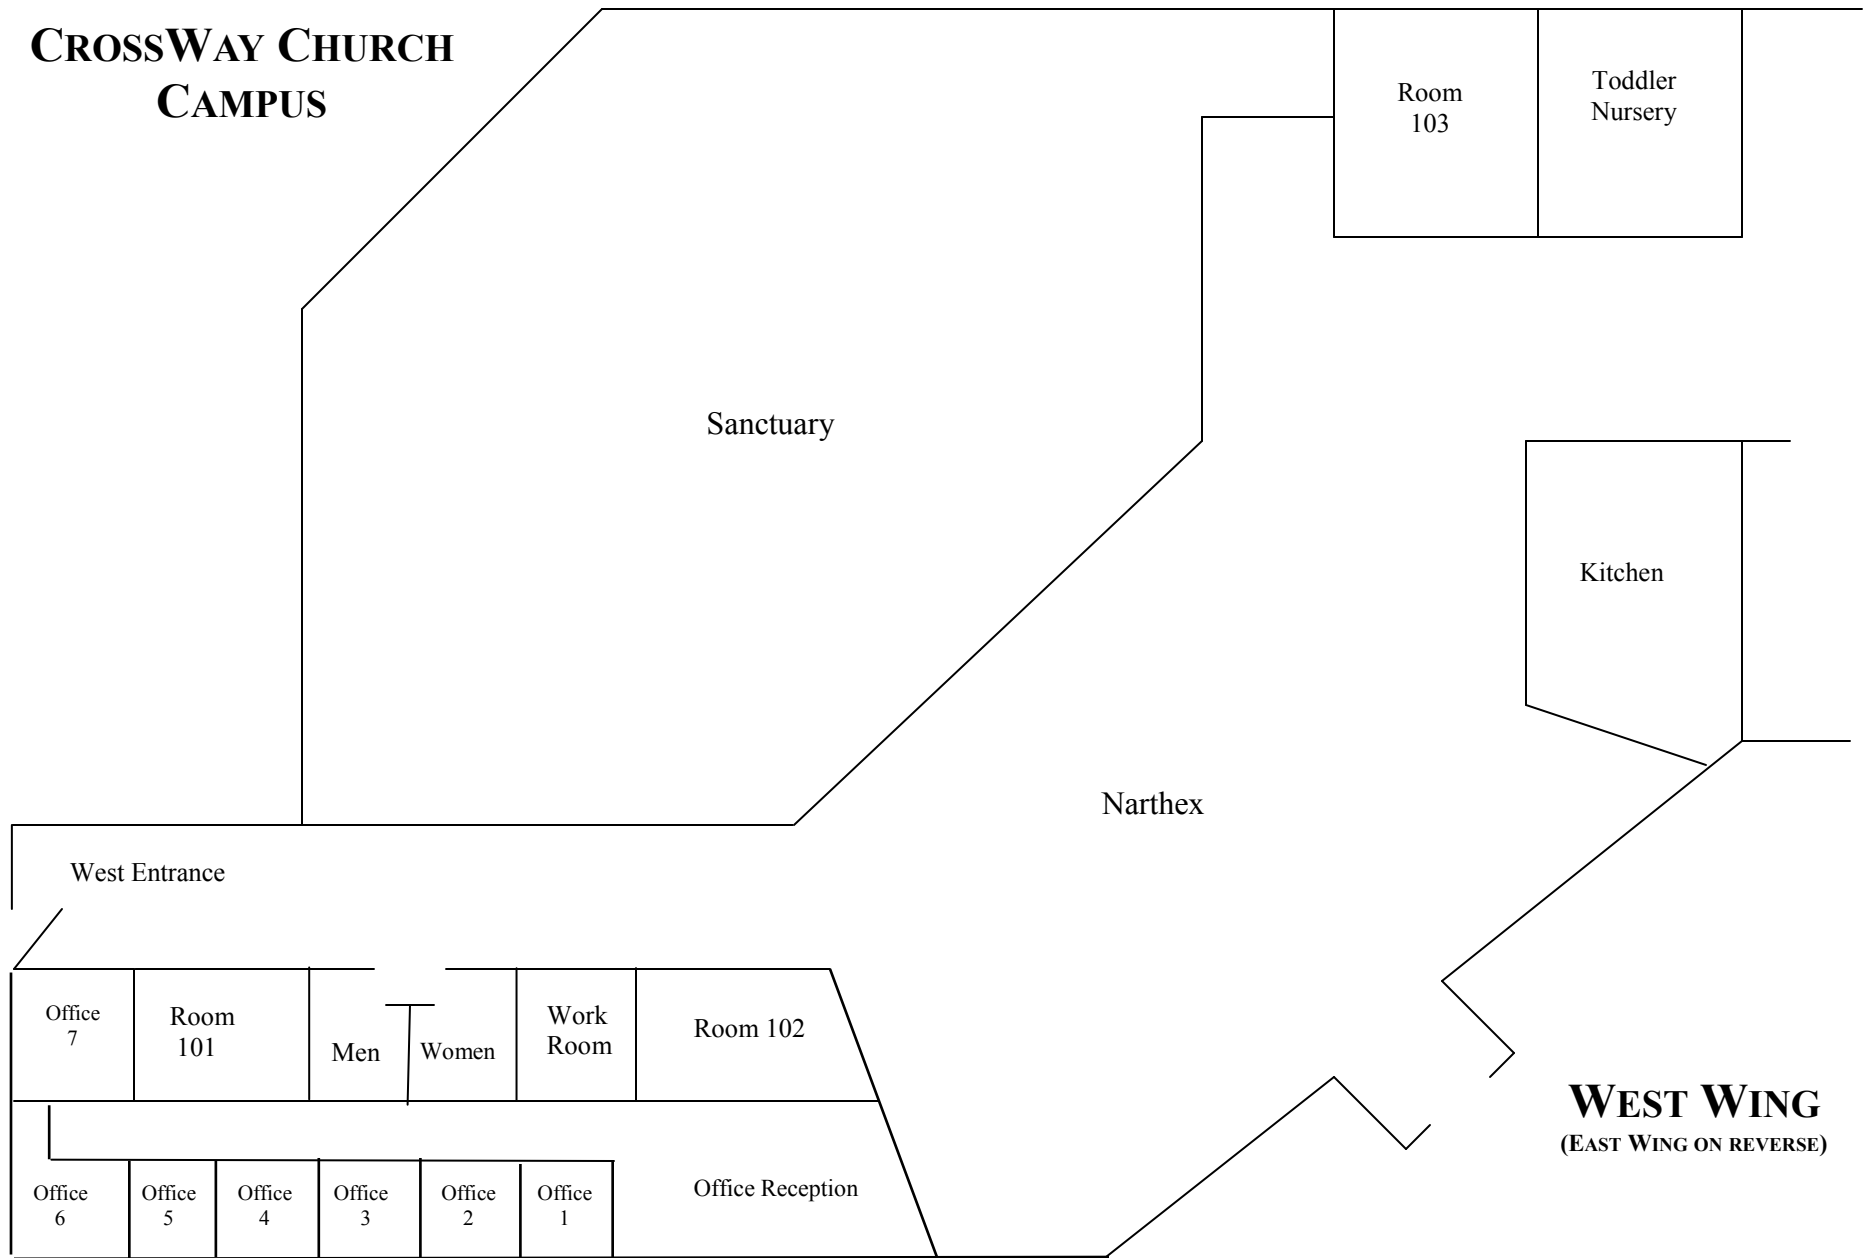 CROSSWAY CHURCH
CAMPUS
Room
103
Toddler
Nursery
Sanctuary
Kitchen
Narthex
West Entrance
Office
7
Room
101
Men
Women
Work
Room
Room 102
WEST WING
(EAST WING ON REVERSE)
Office
6
Office
5
Office
4
Office
3
Office
2
Office
1
Office Reception